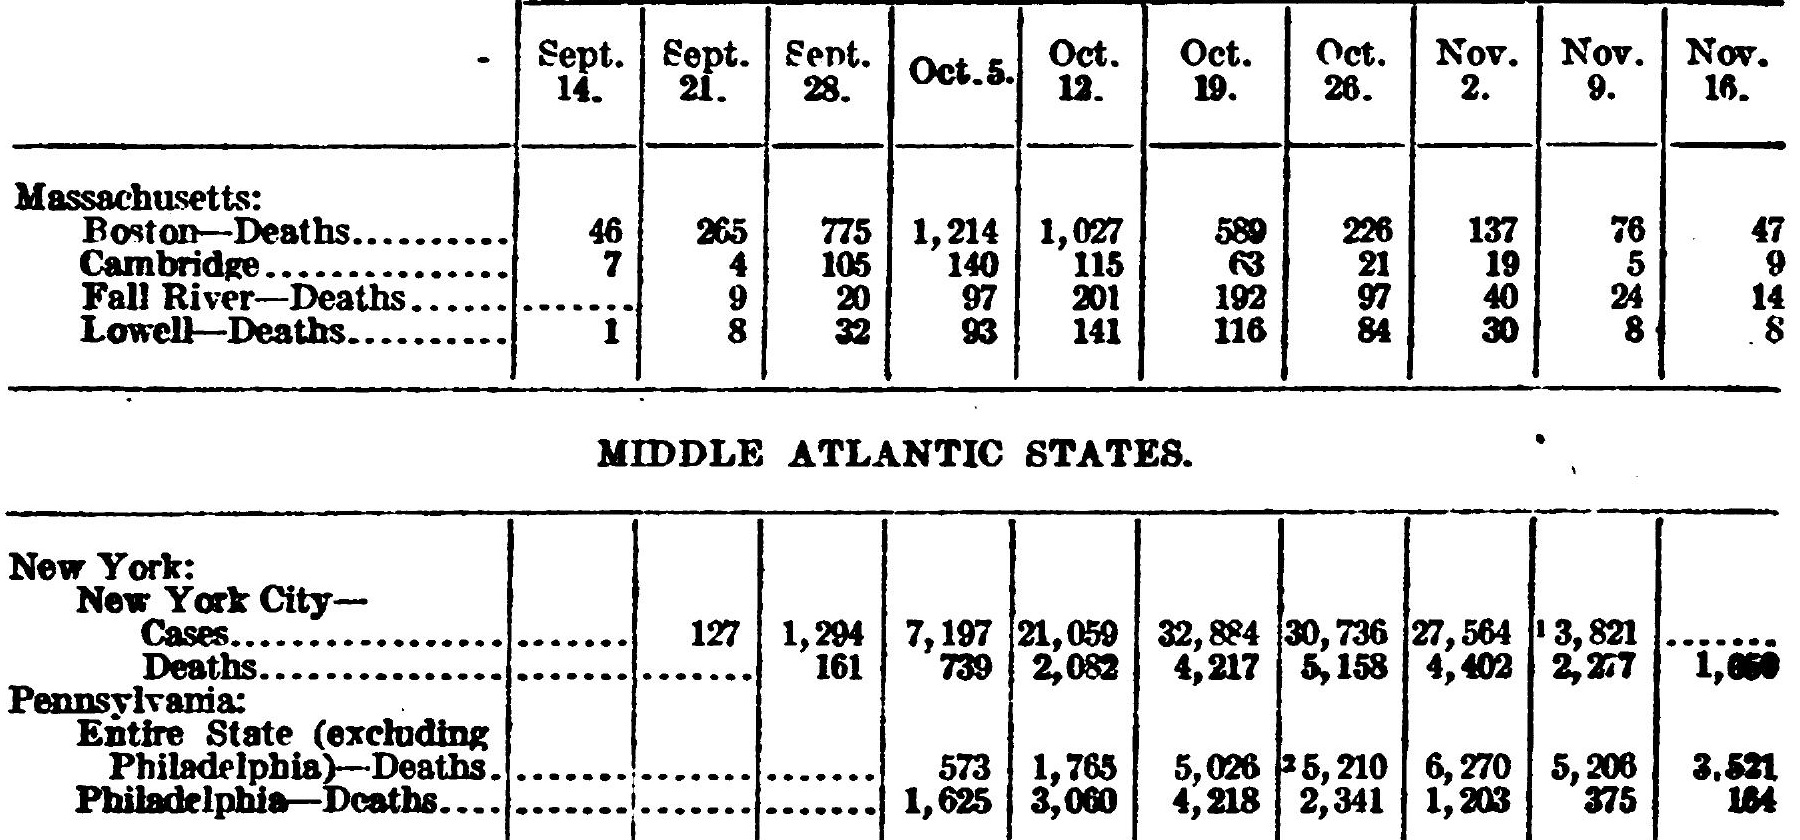 Sept. 14. Sept. 21. Sept. 28. Oct. 5. Oct. 12. Oct. 19. Oct. 26. Nov. 2. Nov. 9. Nov. 16.
Massachusetts:
Boston—Deaths.......... 46 265 775 1,214 1,027 589 226 137 76 47
Cambridge............... 7 4 105 140 115 63 21 19 5 9
Fall River—Deaths...... ....... 9 20 97 201 192 97 40 24 14
Lowell—Deaths.......... 1 8 32 93 141 116 84 30 8 8
MIDDLE ATLANTIC STATES.
New York:
New York City—
Cases................. ....... 127 1,294 7,197 21,059 32,884 30,736 27,564 ¹3,821 .......
Deaths............... ....... ....... 161 739 2,082 4,217 5,158 4,402 2,277
Pennsylvania:
Entire State (excluding
Philadelphia)—Deaths. ....... ....... ....... 573 1,765 5,026 ²5,210 6,270 5,206 3,521
Philadelphia—Deaths.... ....... ....... ....... 1,625 3,060 4,218 2,341 1,203 375 164